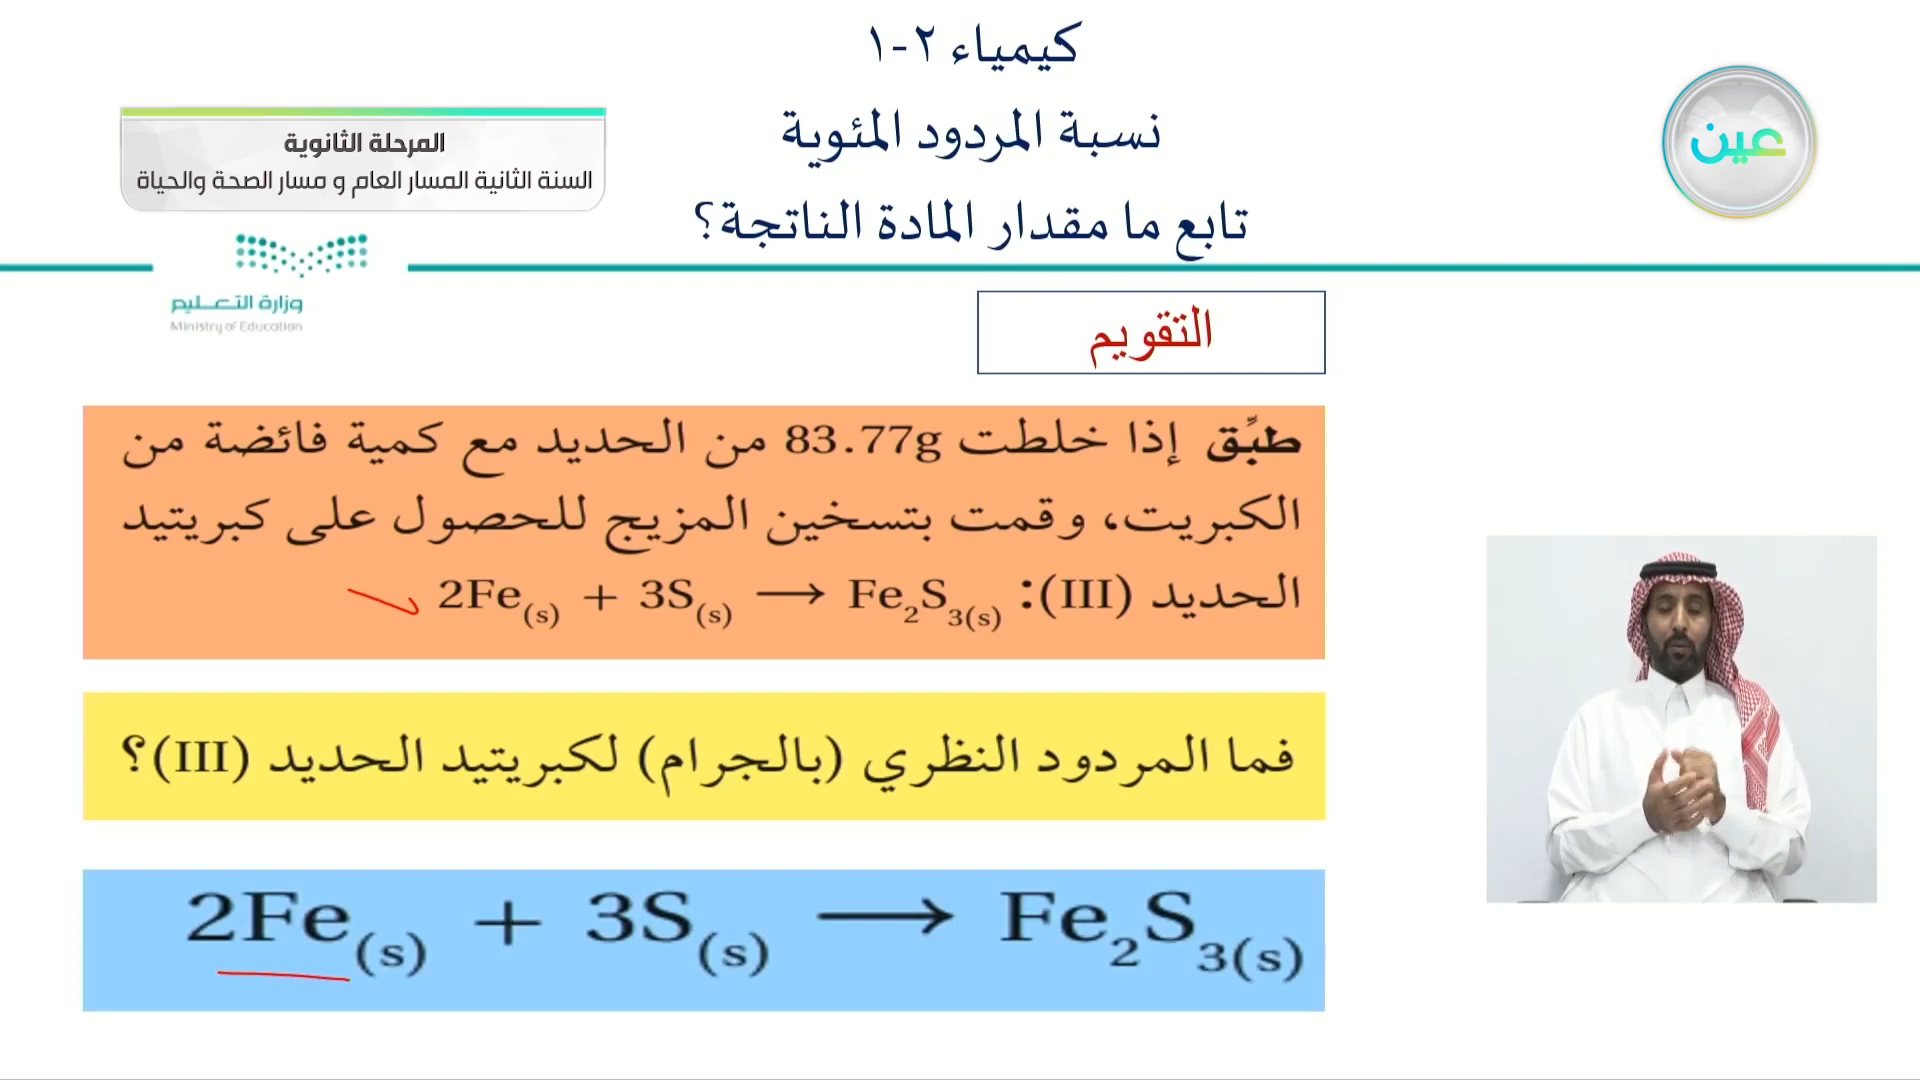 كيمياء ٢-١
نسبة المردود المئوية
تابع ما مقدار المادة الناتجة؟
عين
المرحلة الثانوية
السنة الثانية المسار العام و مسار الصحة والحياة
وزارة التعليم
Ministry of Education
التقويم
طبِّق إذا خلطت 83.77g من الحديد مع كمية فائضة من
الكبريت، وقمت بتسخين المزيج للحصول على كبريتيد
الحديد (III): 2Fe(s) + 3S(s) ⟶ Fe2S3(s)
فما المردود النظري (بالجرام) لكبريتيد الحديد (III)؟
2Fe(s) + 3S(s) ⟶ Fe2S3(s)